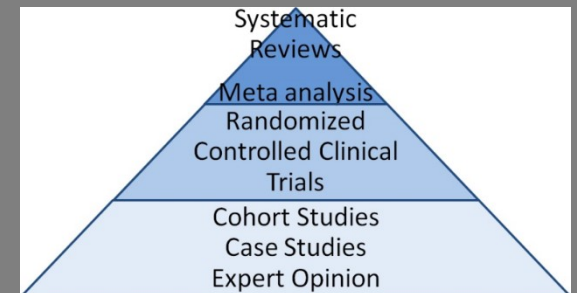 Systematic
Reviews
Meta analysis
Randomized
Controlled Clinical
Trials
Cohort Studies
Case Studies
Expert Opinion